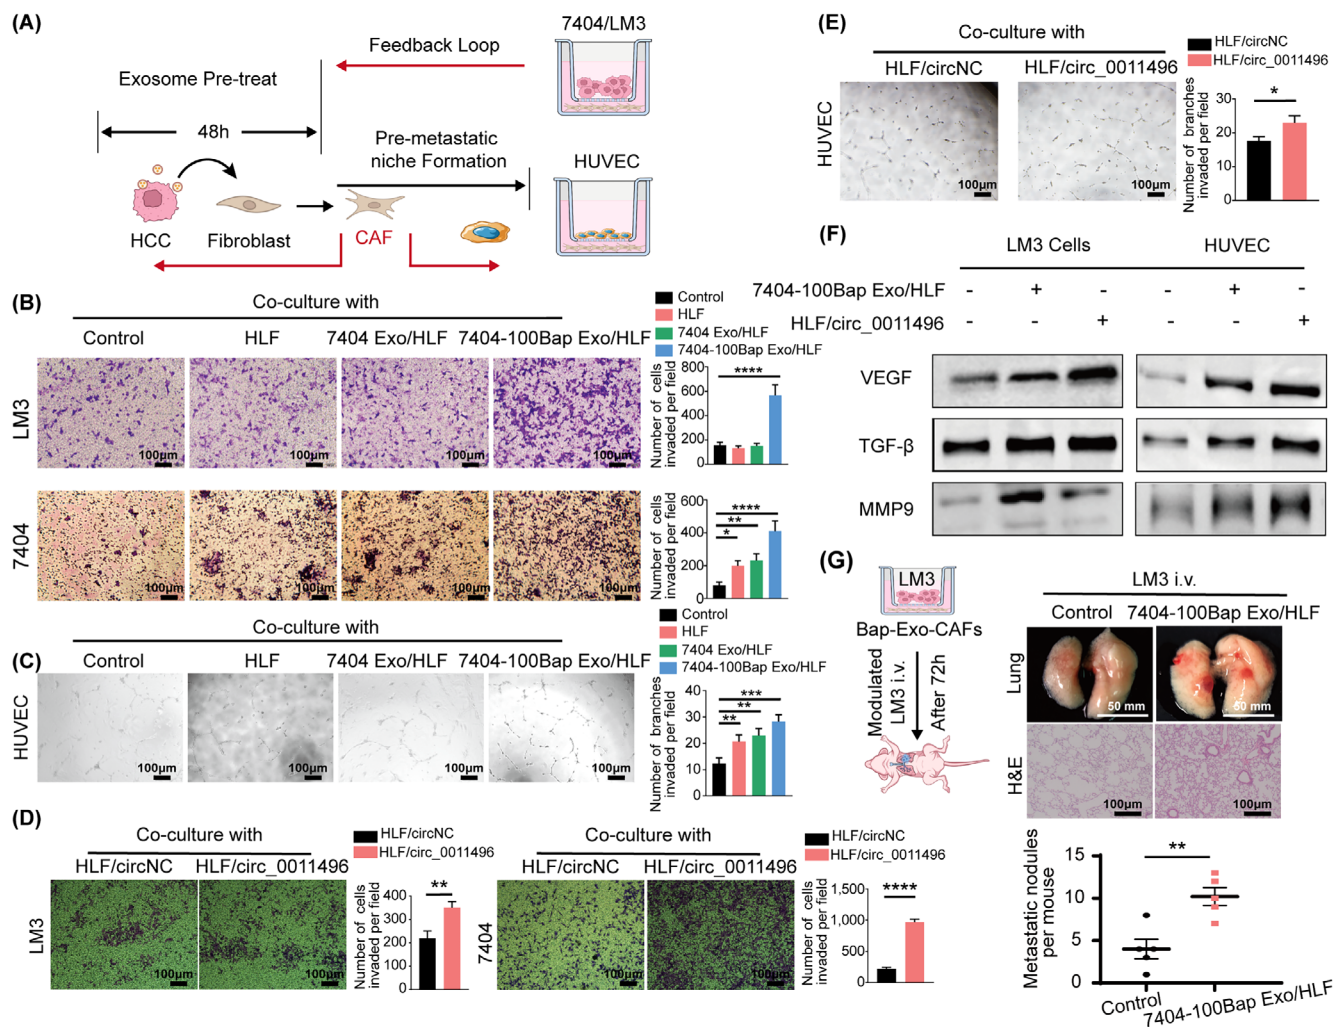 (A)
7404/LM3
Feedback Loop
Exosome Pre-treat
48h
Pre-metastatic
niche Formation
HUVEC
HCC
Fibroblast
CAF
(B)
Co-culture with
Control
HLF
7404 Exo/HLF
7404-100Bap Exo/HLF
Control
HLF
7404 Exo/HLF
7404-100Bap Exo/HLF
LM3
100μm
100μm
100μm
100μm
Number of cells
invaded per field
800
600
400
200
0
****
7404
100μm
100μm
100μm
100μm
Number of cells
invaded per field
600
400
200
0
****
**
*
(C)
Co-culture with
Control
HLF
7404 Exo/HLF
7404-100Bap Exo/HLF
Control
HLF
7404 Exo/HLF
7404-100Bap Exo/HLF
HUVEC
100μm
100μm
100μm
100μm
Number of branches
invaded per field
40
30
20
10
0
***
**
**
(D)
Co-culture with
HLF/circNC
HLF/circ_0011496
HLF/circNC
HLF/circ_0011496
LM3
100μm
100μm
Number of cells
invaded per field
400
300
200
100
0
**
Co-culture with
HLF/circNC
HLF/circ_0011496
HLF/circNC
HLF/circ_0011496
7404
100μm
100μm
Number of cells
invaded per field
1,500
1,000
500
0
****
(E)
Co-culture with
HLF/circNC
HLF/circ_0011496
HLF/circNC
HLF/circ_0011496
HUVEC
100μm
100μm
Number of branches
invaded per field
30
20
10
0
*
(F)
LM3 Cells
HUVEC
7404-100Bap Exo/HLF - + - - + -
HLF/circ_0011496 - - + - - +
VEGF
TGF-β
MMP9
(G)
LM3
Bap-Exo-CAFs
Modulated
LM3 i.v.
After 72h
LM3 i.v.
Control
7404-100Bap Exo/HLF
Lung
50 mm
50 mm
H&E
100μm
100μm
Metastatic nodules
per mouse
15
10
5
0
**
Control
7404-100Bap Exo/HLF